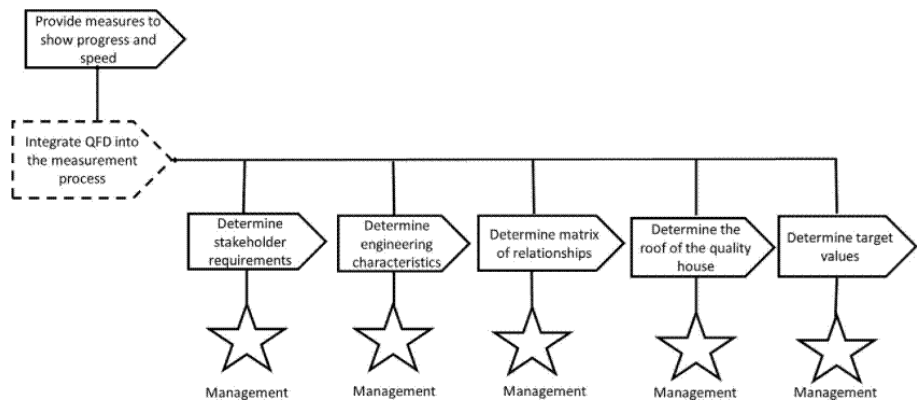 Provide measures to
show progress and
speed
Integrate QFD into
the measurement
process
Determine
stakeholder
requirements
Determine
engineering
characteristics
Determine matrix
of relationships
Determine the
roof of the quality
house
Determine target
values
Management
Management
Management
Management
Management